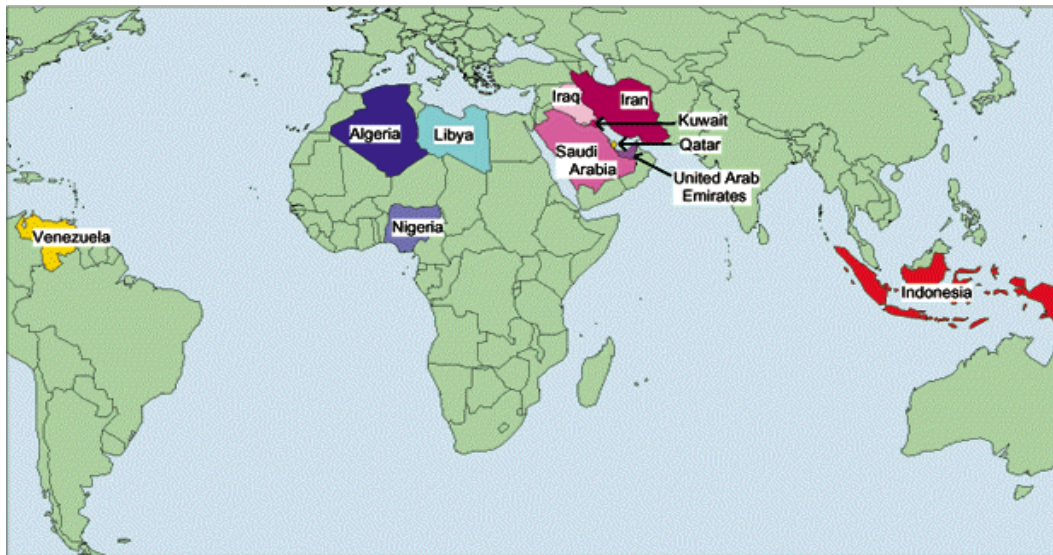 Iraq
Iran
Kuwait
Algeria
Libya
Qatar
Saudi
Arabia
United Arab
Emirates
Nigeria
Venezuela
Indonesia